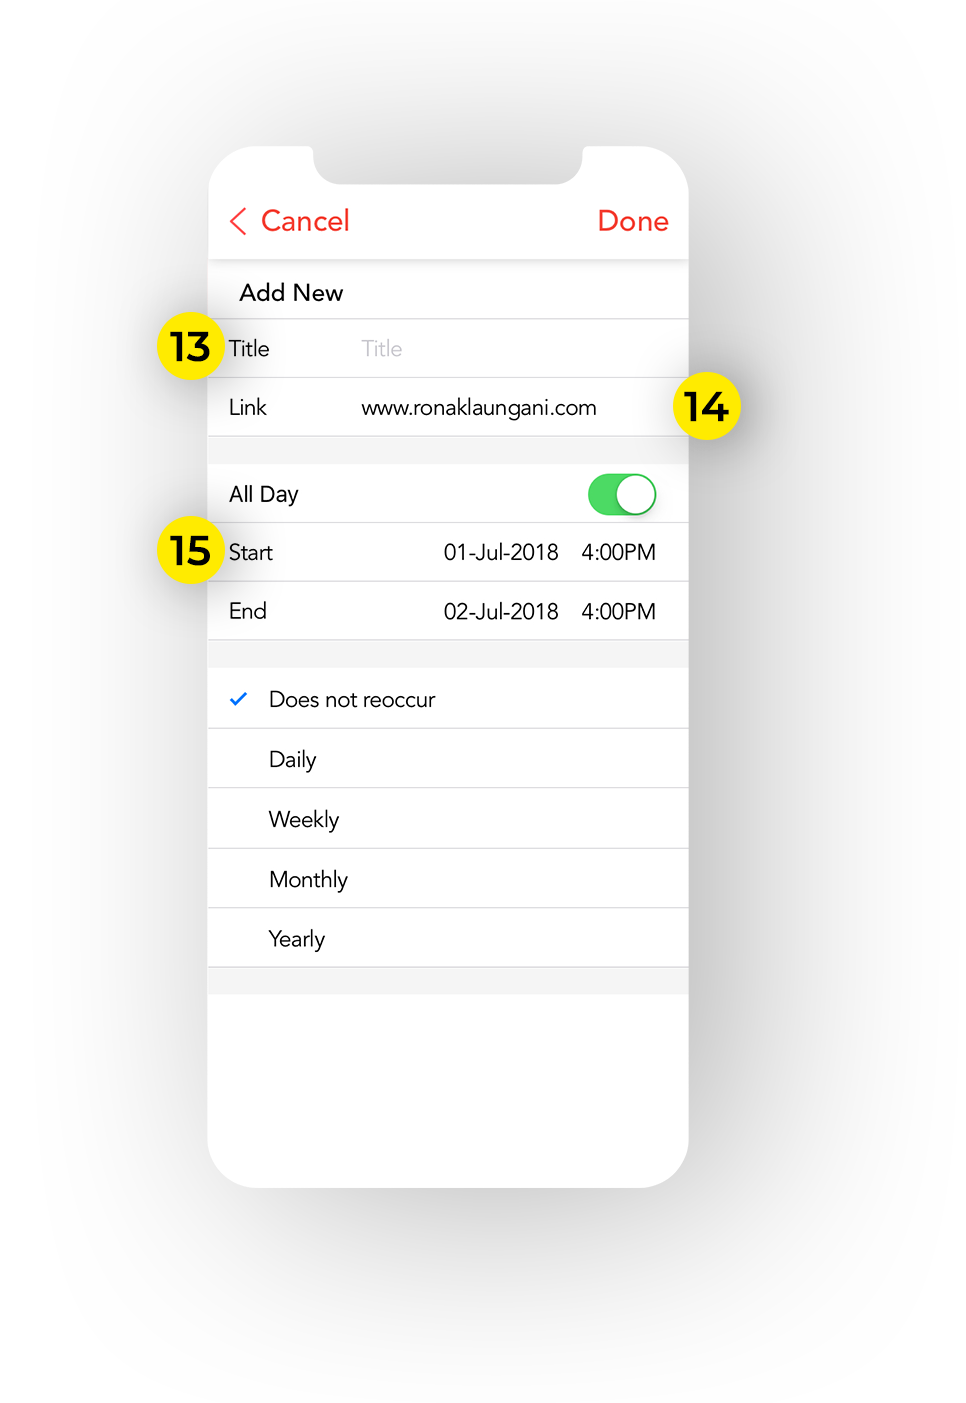 Cancel Done
Add New
13 Title Title
Link www.ronaklaungani.com 14
All Day
15 Start 01-Jul-2018 4:00PM
End 02-Jul-2018 4:00PM
Does not reoccur
Daily
Weekly
Monthly
Yearly